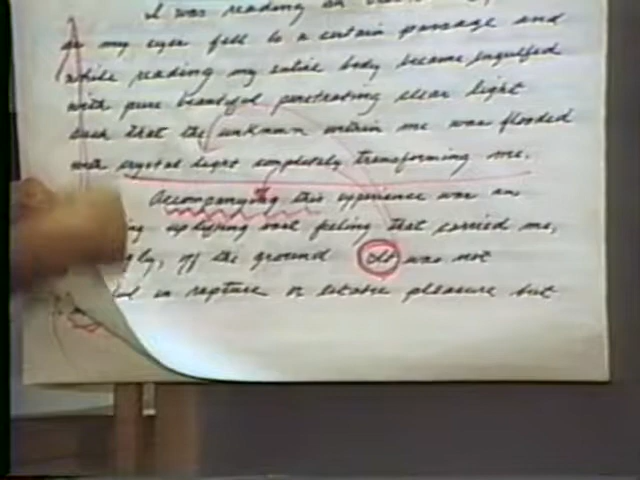 I was reading an
my eyes fell to a certain passage and
while reading my entire body became engulfed
with pure beautiful penetrating clear light
such that the unknown within me was flooded
with crystal light completely transforming me.
Accompanying this experience was an
uplifting vast feeling that carried me,
off the ground was not
in rapture or ecstatic pleasure but